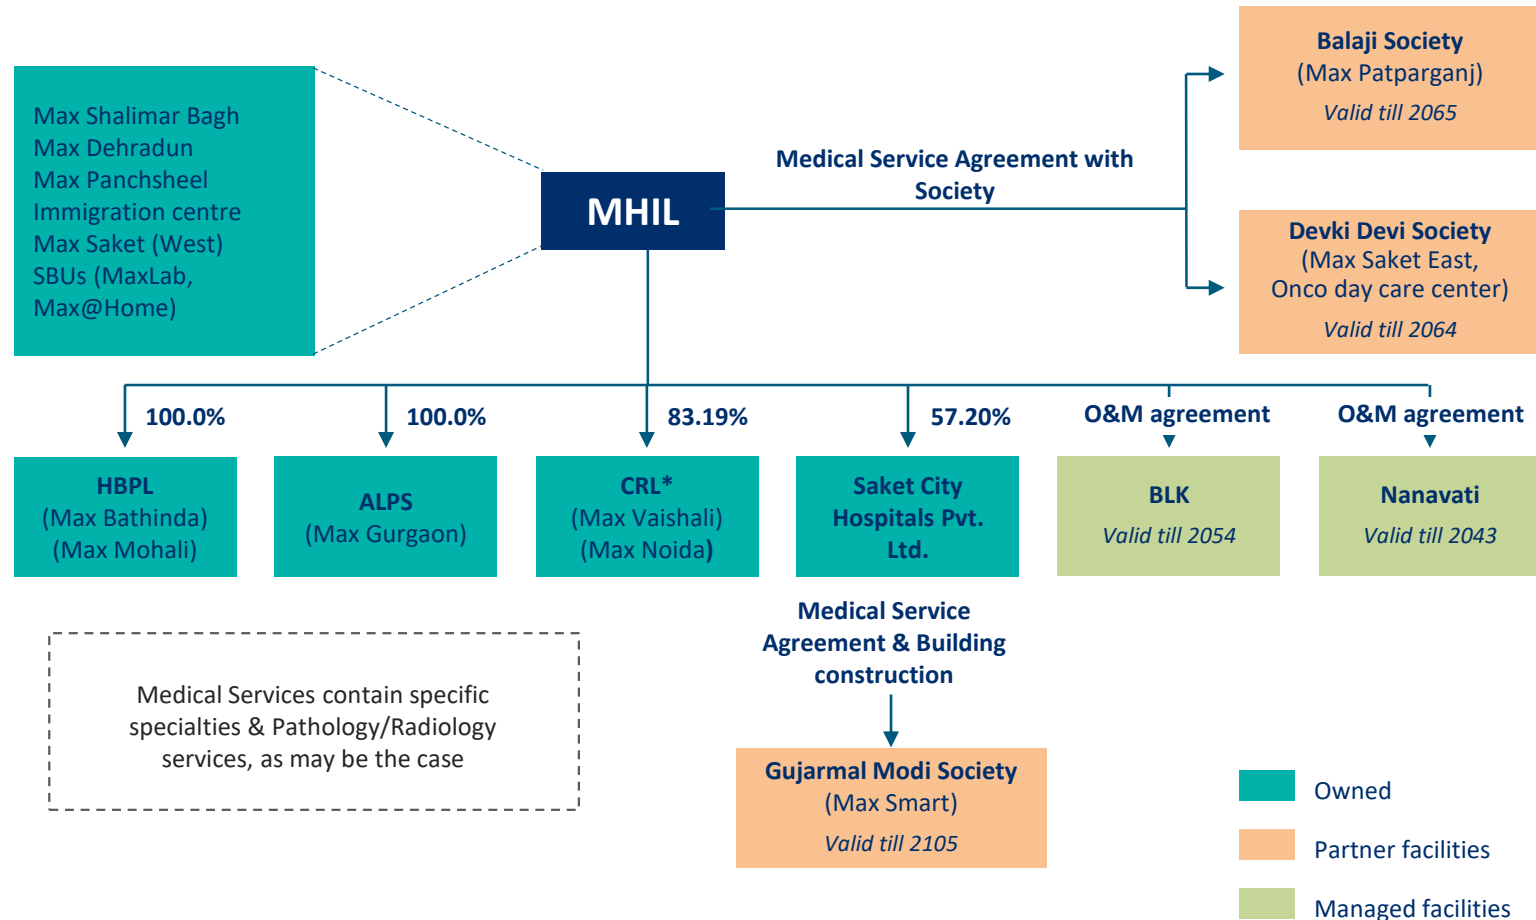 Balaji Society
(Max Patparganj)
Valid till 2065
Max Shalimar Bagh
Max Dehradun
Max Panchsheel
Immigration centre
Max Saket (West)
SBUs (MaxLab,
Max@Home)
MHIL
Medical Service Agreement with
Society
Devki Devi Society
(Max Saket East,
Onco day care center)
Valid till 2064
100.0%
100.0%
83.19%
57.20%
O&M agreement
O&M agreement
HBPL
(Max Bathinda)
(Max Mohali)
ALPS
(Max Gurgaon)
CRL*
(Max Vaishali)
(Max Noida)
Saket City
Hospitals Pvt.
Ltd.
BLK
Valid till 2054
Nanavati
Valid till 2043
Medical Service
Agreement & Building
construction
Medical Services contain specific
specialties & Pathology/Radiology
services, as may be the case
Gujarmal Modi Society
(Max Smart)
Valid till 2105
Owned
Partner facilities
Managed facilities